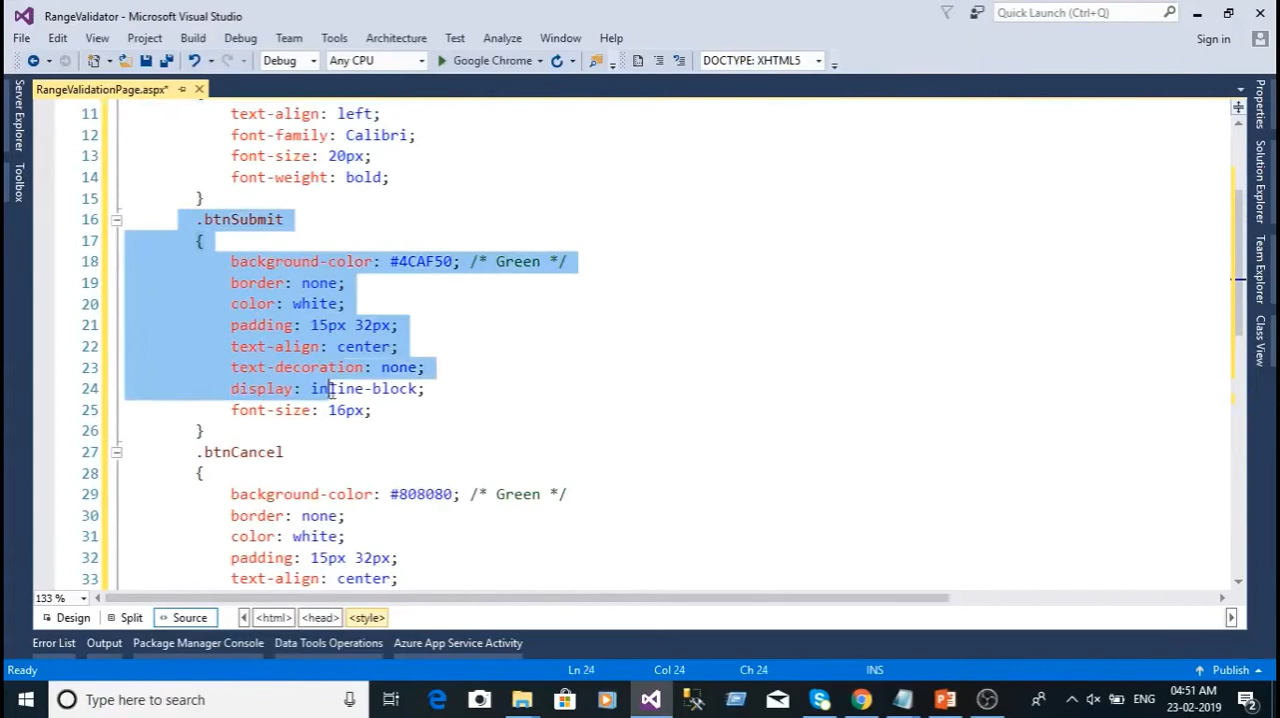 RangeValidator - Microsoft Visual Studio
Quick Launch (Ctrl+Q)
File Edit View Project Build Debug Team Tools Architecture Test Analyze Window Help
Sign in
Debug Any CPU Google Chrome DOCTYPE: XHTML5
RangeValidationPage.aspx*
Server Explorer
Toolbox
Properties
Solution Explorer
Team Explorer
Class View
11 text-align: left;
12 font-family: Calibri;
13 font-size: 20px;
14 font-weight: bold;
15 }
16 .btnSubmit
17 {
18 background-color: #4CAF50; /* Green */
19 border: none;
20 color: white;
21 padding: 15px 32px;
22 text-align: center;
23 text-decoration: none;
24 display: inline-block;
25 font-size: 16px;
26 }
27 .btnCancel
28 {
29 background-color: #808080; /* Green */
30 border: none;
31 color: white;
32 padding: 15px 32px;
33 text-align: center;
133 %
Design Split Source <html> <head> <style>
Error List Output Package Manager Console Data Tools Operations Azure App Service Activity
Ready Ln 24 Col 24 Ch 24 INS Publish
Type here to search
ENG
04:51 AM
23-02-2019
2